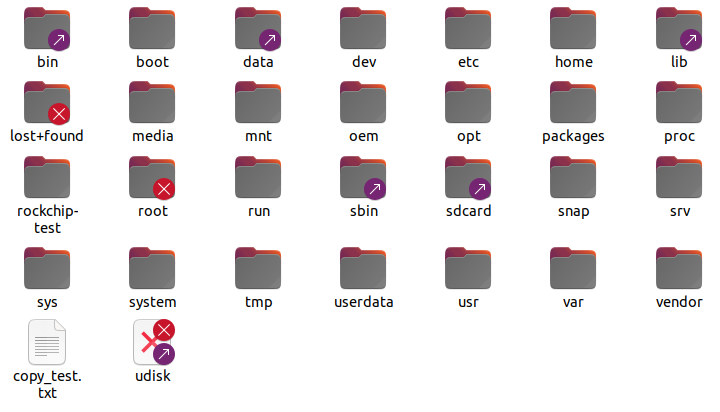 bin boot data dev etc home lib
lost+found media mnt oem opt packages proc
rockchip-
test root run sbin sdcard snap srv
sys system tmp userdata usr var vendor
copy_test.
txt udisk